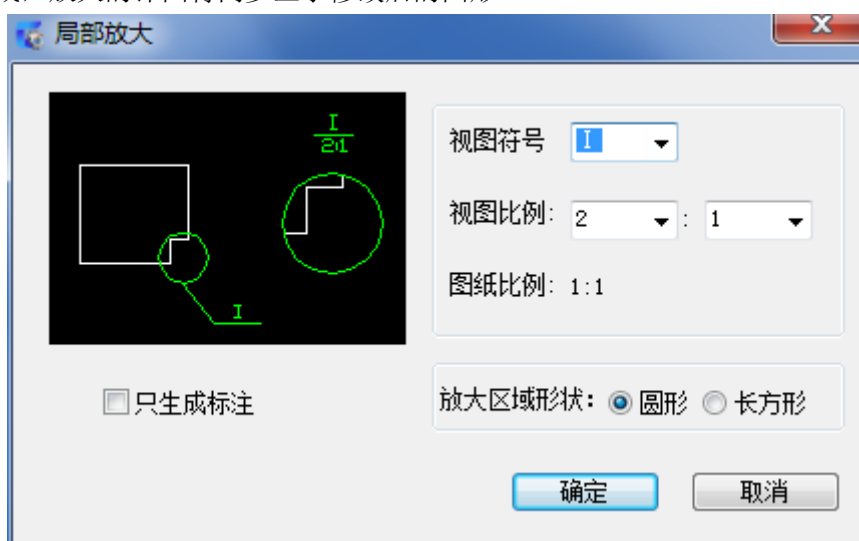 局部放大
I
2:1
I
视图符号 I
视图比例: 2 : 1
图纸比例: 1:1
只生成标注
放大区域形状: 圆形 长方形
确定 取消